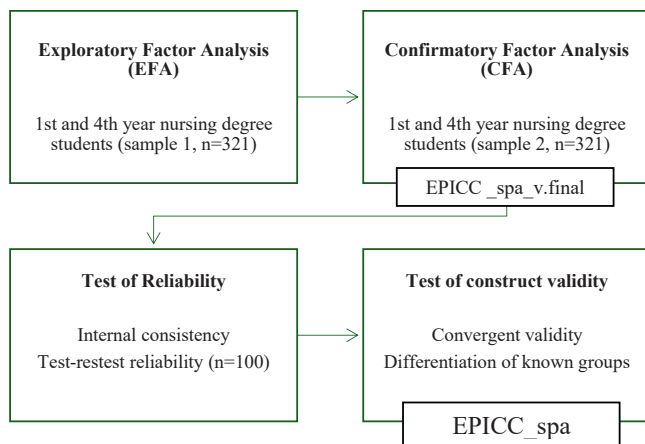 Exploratory Factor Analysis
(EFA)
1st and 4th year nursing degree
students (sample 1, n=321)
Confirmatory Factor Analysis
(CFA)
1st and 4th year nursing degree
students (sample 2, n=321)
EPICC _spa_v.final
Test of Reliability
Internal consistency
Test-restest reliability (n=100)
Test of construct validity
Convergent validity
Differentiation of known groups
EPICC_spa